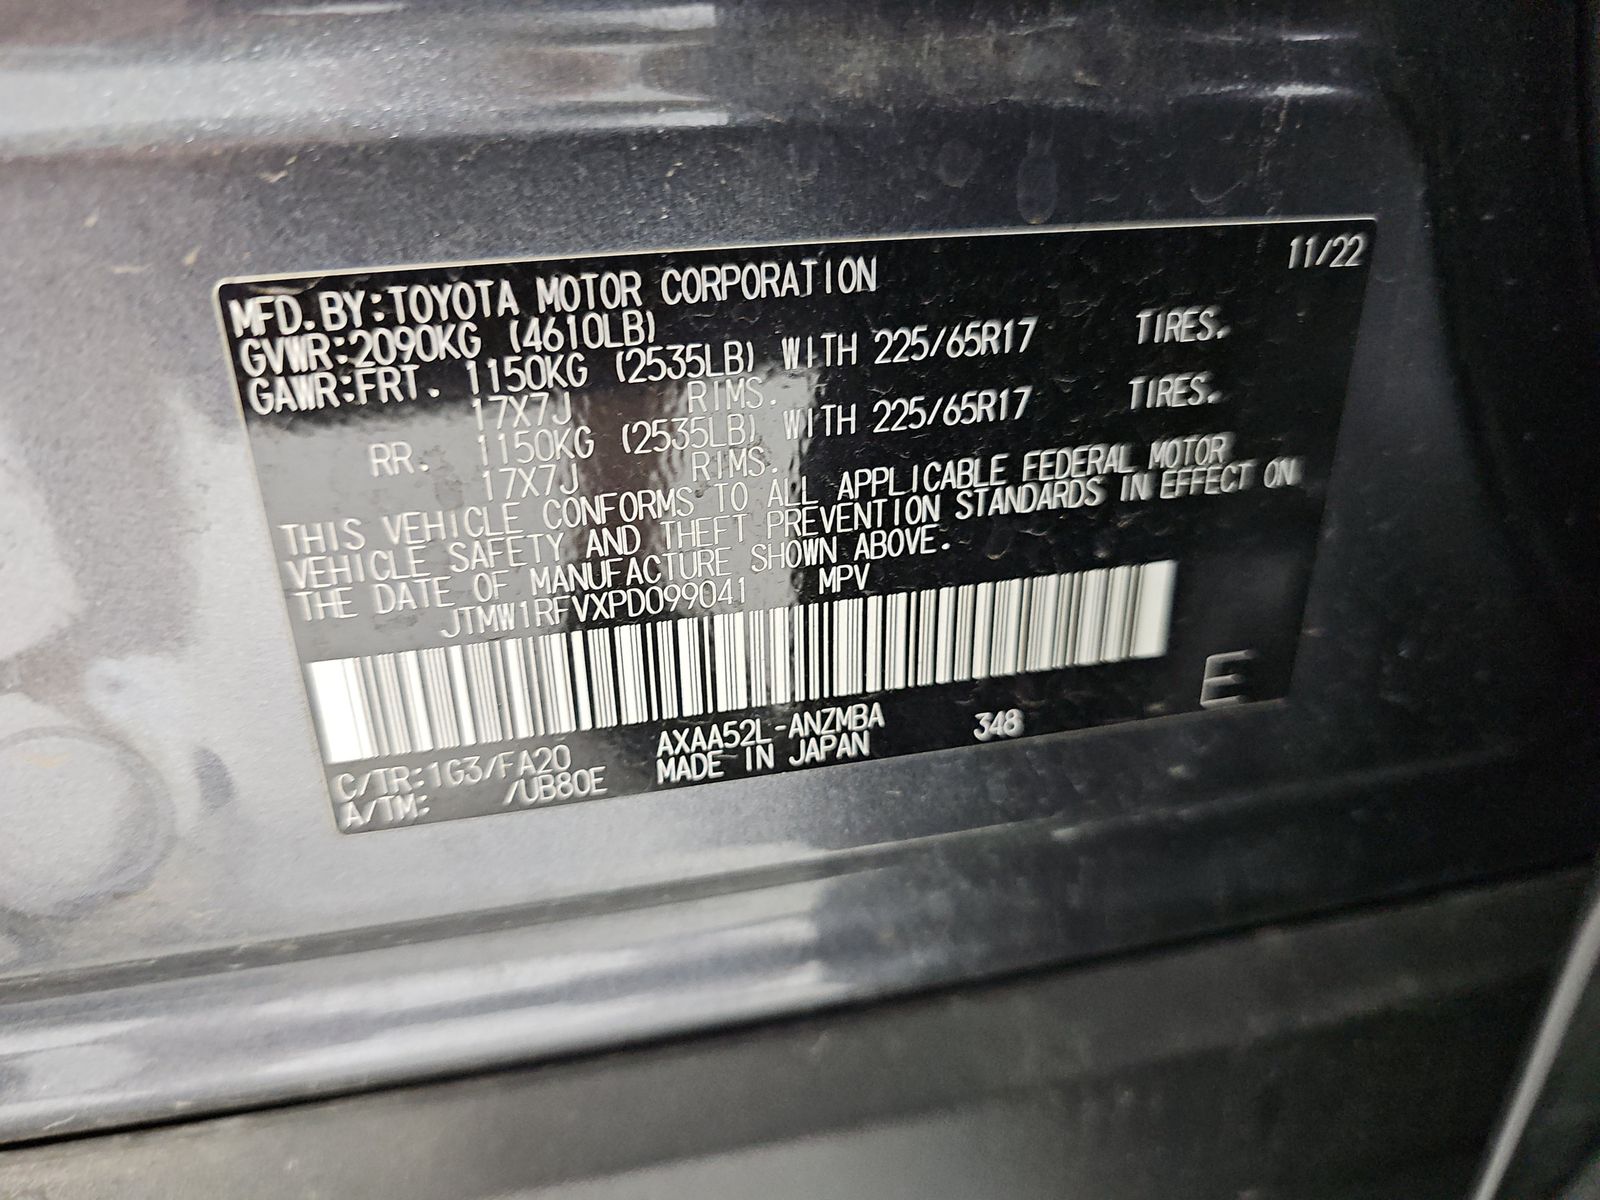 11/22
MFD. BY:TOYOTA MOTOR CORPORATION
GVWR:2090KG (4610LB)
GAWR:FRT. 1150KG (2535LB) WITH 225/65R17 TIRES.
17X7J RIMS.
RR. 1150KG (2535LB) WITH 225/65R17 TIRES.
17X7J RIMS.
THIS VEHICLE CONFORMS TO ALL APPLICABLE FEDERAL MOTOR
VEHICLE SAFETY AND THEFT PREVENTION STANDARDS IN EFFECT ON
THE DATE OF MANUFACTURE SHOWN ABOVE.
JTMW1RFVXPD099041 MPV
E
C/TR:1G3/FA20 AXAA52L-ANZMBA 348
A/TM: /UB80E MADE IN JAPAN